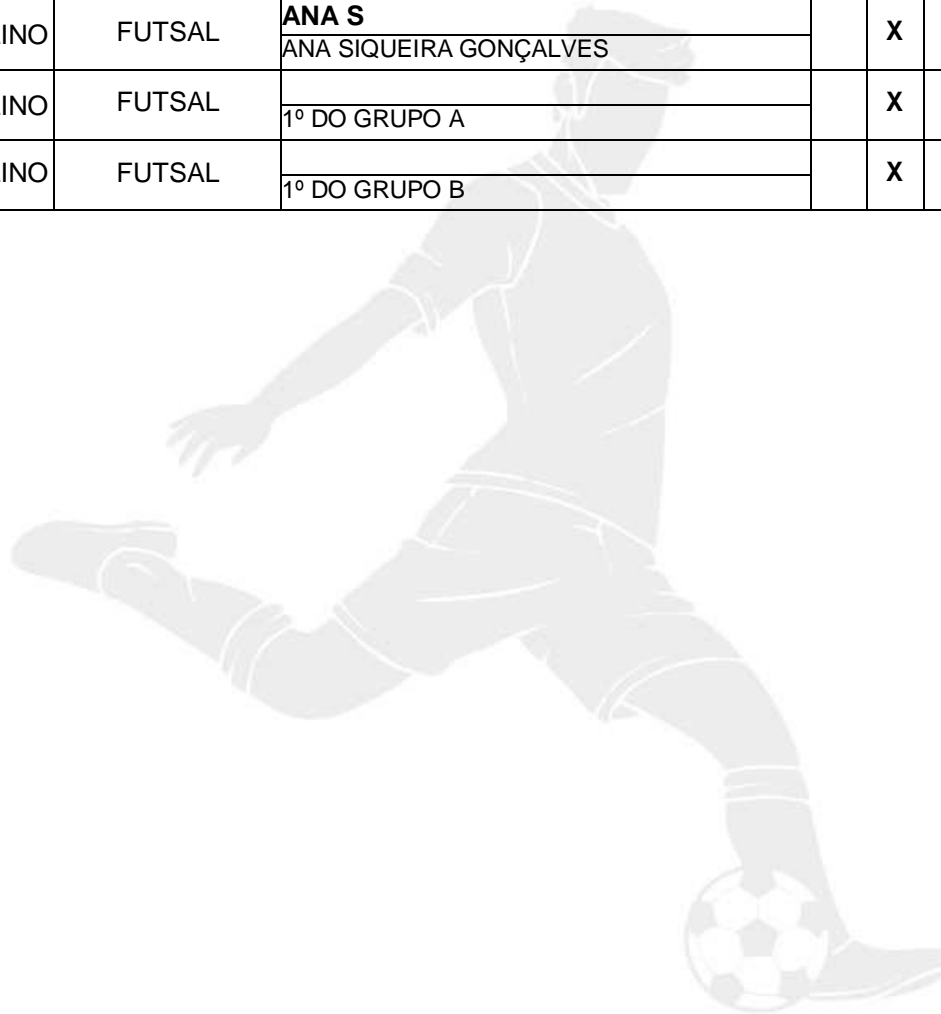 ANA S
INO FUTSAL X
ANA SIQUEIRA GONÇALVES
INO FUTSAL X
1º DO GRUPO A
INO FUTSAL X
1º DO GRUPO B